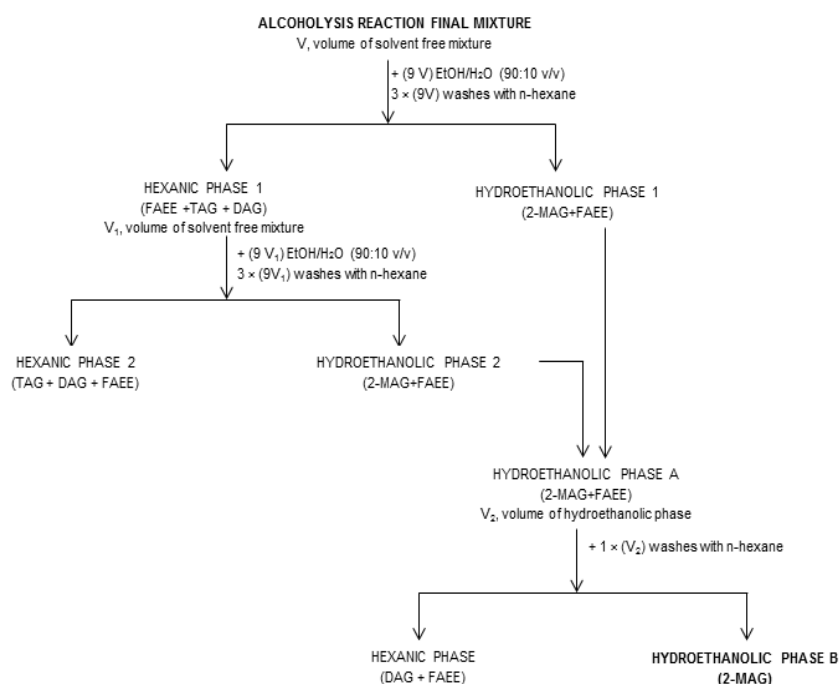 ALCOHOLYSIS REACTION FINAL MIXTURE
V, volume of solvent free mixture
+ (9 V) EtOH/H₂O (90:10 v/v)
3 × (9V) washes with n-hexane
HEXANIC PHASE 1
(FAEE +TAG + DAG)
V₁, volume of solvent free mixture
HYDROETHANOLIC PHASE 1
(2-MAG+FAEE)
+ (9 V₁) EtOH/H₂O (90:10 v/v)
3 × (9V₁) washes with n-hexane
HEXANIC PHASE 2
(TAG + DAG + FAEE)
HYDROETHANOLIC PHASE 2
(2-MAG+FAEE)
HYDROETHANOLIC PHASE A
(2-MAG+FAEE)
V₂, volume of hydroethanolic phase
+ 1 × (V₂) washes with n-hexane
HEXANIC PHASE
(DAG + FAEE)
HYDROETHANOLIC PHASE B
(2-MAG)